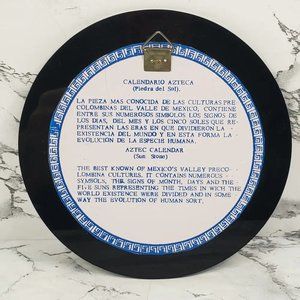 CALENDARIO AZTECA
(Piedra del Sol).
LA PIEZA MAS CONOCIDA DE LAS CULTURAS PRE
COLOMBINAS DEL VALLE DE MEXICO, CONTIENE
ENTRE SUS NUMEROSOS SIMBOLOS LOS SIGNOS DE
LOS DIAS, DEL MES Y LOS CINCO SOLES QUE RE-
PRESENTAN LAS ERAS EN QUE DIVIDIERON LA
EXISTENCIA DEL MUNDO Y EN ESTA FORMA LA
EVOLUCION DE LA ESPECIE HUMANA.
AZTEC CALENDAR
(Sun Stone)
THE BEST KNOWN OF MEXICO'S VALLEY PRECO-
LOMBINA CULTURES, IT CONTAINS NUMEROUS
SYMBOLS, THE SIGNS OF MONTH, DAYS AND THE
FIVE SUNS REPRESENTING THE TIMES IN WICH THE
WORLD EXISTENCE WERE DIVIDED AND IN SOME
WAY THE EVOLUTION OF HUMAN SORT.